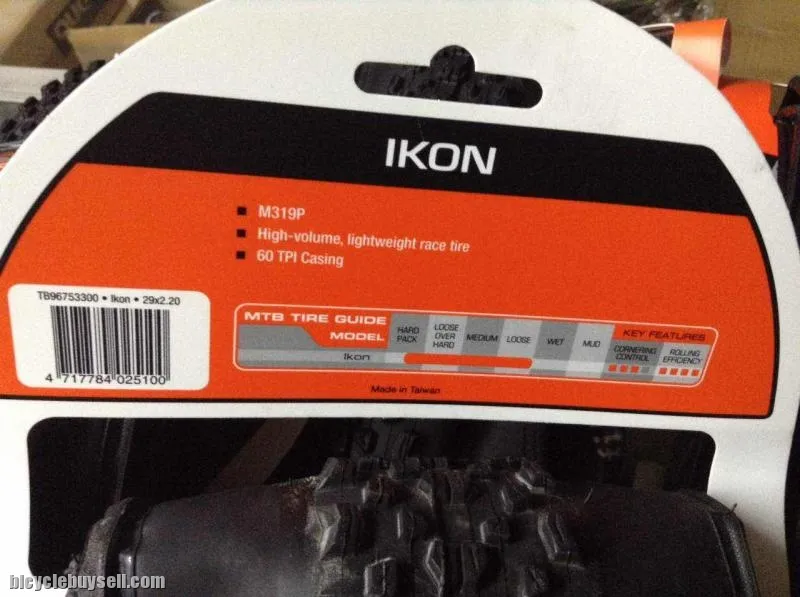 IKON
M319P
High-volume, lightweight race tire
60 TPI Casing
TB96753300 • Ikon • 29x2.20
4 717784 025100
MTB TIRE GUIDE
MODEL
HARD PACK
LOOSE OVER HARD
MEDIUM
LOOSE
WET
MUD
KEY FEATURES
CORNERING CONTROL
ROLLING EFFICIENCY
Ikon
Made in Taiwan
bicyclebuysell.com